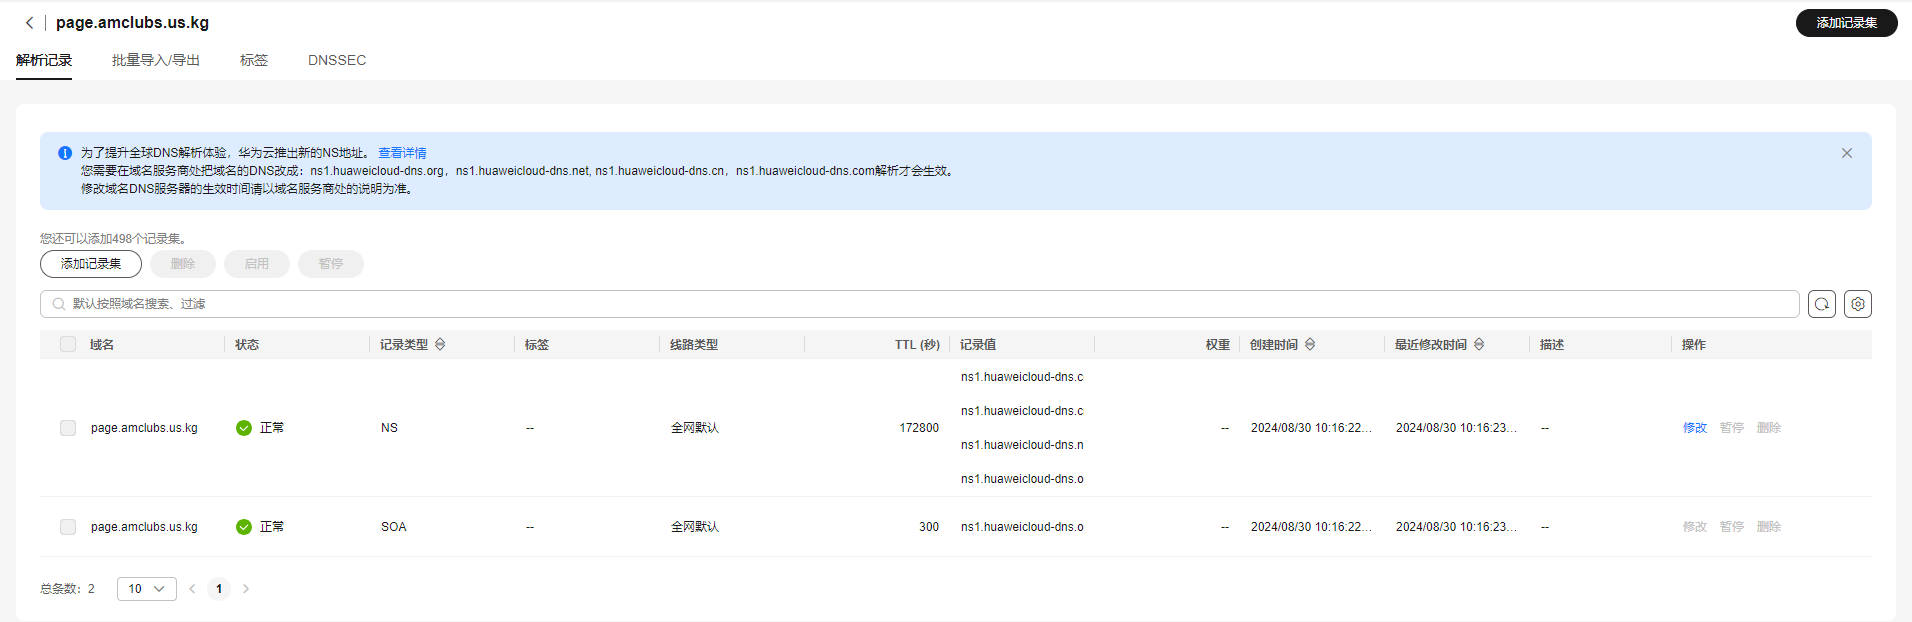 page.amclubs.us.kg
添加记录集
解析记录 批量导入/导出 标签 DNSSEC
为了提升全球DNS解析体验，华为云推出新的NS地址。 查看详情
您需要在域名服务商处把域名的DNS改成：ns1.huaweicloud-dns.org，ns1.huaweicloud-dns.net, ns1.huaweicloud-dns.cn，ns1.huaweicloud-dns.com解析才会生效。
修改域名DNS服务器的生效时间请以域名服务商处的说明为准。
您还可以添加498个记录集。
添加记录集 删除 启用 暂停
默认按照域名搜索、过滤
域名 状态 记录类型 标签 线路类型 TTL (秒) 记录值 权重 创建时间 最近修改时间 描述 操作
ns1.huaweicloud-dns.c
ns1.huaweicloud-dns.c
page.amclubs.us.kg 正常 NS -- 全网默认 172800 -- 2024/08/30 10:16:22... 2024/08/30 10:16:23... -- 修改 暂停 删除
ns1.huaweicloud-dns.n
ns1.huaweicloud-dns.o
page.amclubs.us.kg 正常 SOA -- 全网默认 300 ns1.huaweicloud-dns.o -- 2024/08/30 10:16:22... 2024/08/30 10:16:23... -- 修改 暂停 删除
总条数：2 10 1